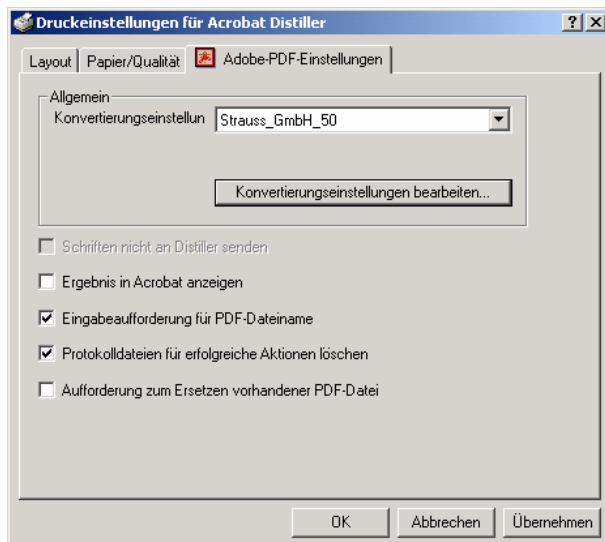 Druckeinstellungen für Acrobat Distiller
Layout Papier/Qualität Adobe-PDF-Einstellungen
Allgemein
Konvertierungseinstellun Strauss_GmbH_50
Konvertierungseinstellungen bearbeiten...
Schriften nicht an Distiller senden
Ergebnis in Acrobat anzeigen
Eingabeaufforderung für PDF-Dateiname
Protokolldateien für erfolgreiche Aktionen löschen
Aufforderung zum Ersetzen vorhandener PDF-Datei
OK Abbrechen Übernehmen